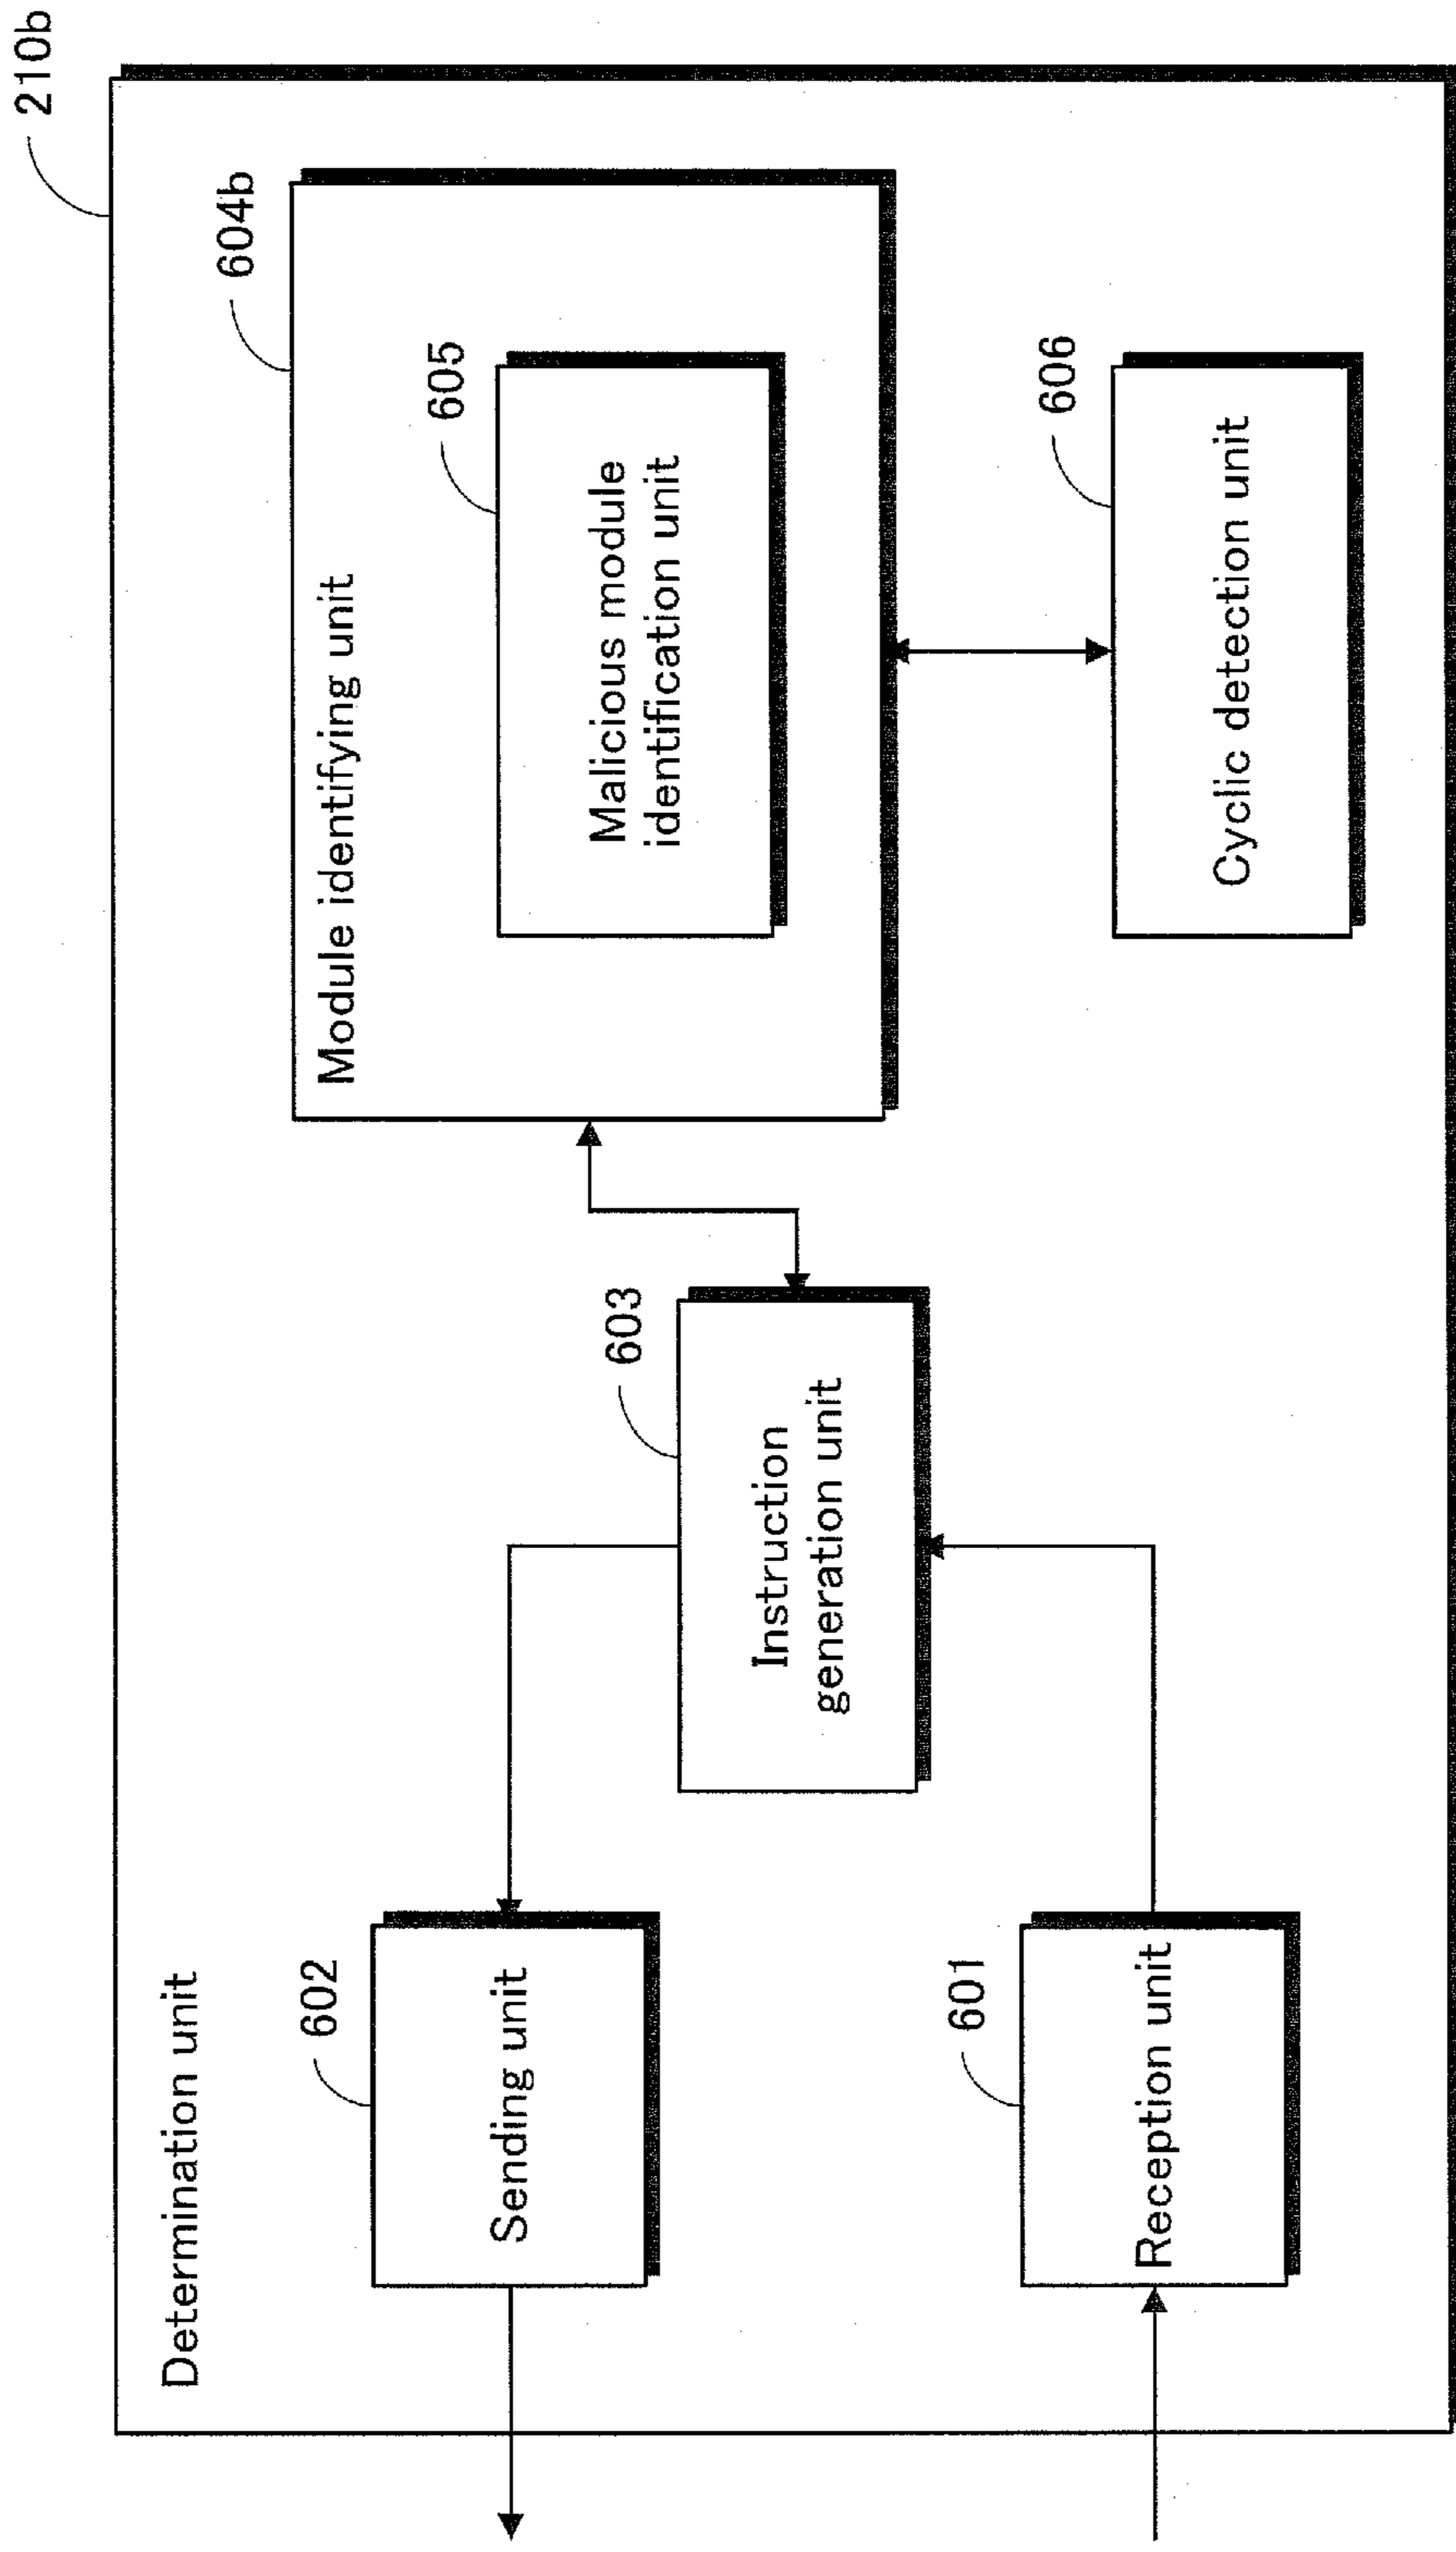 210b
Determination unit
604b
Module identifying unit
605
Malicious module
identification unit
602
Sending unit
603
Instruction
generation unit
601
Reception unit
606
Cyclic detection unit